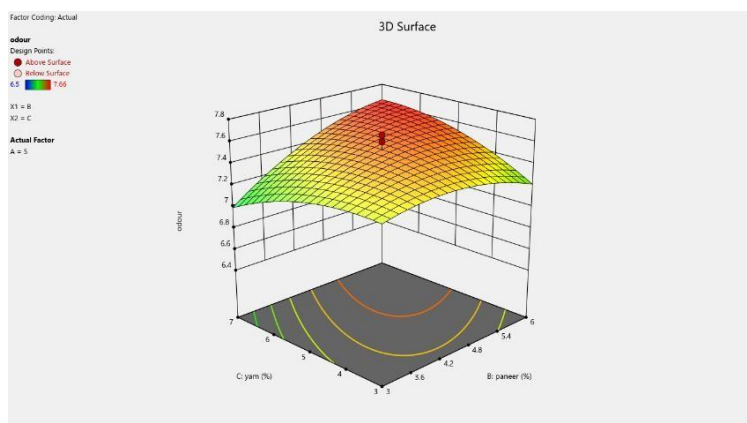 Factor Coding: Actual
3D Surface
odour
Design Points:
Above Surface
Below Surface
6.5 7.66
X1 = B
X2 = C
Actual Factor
A = 5
7.8
7.6
7.4
7.2
7
6.8
6.6
6.4
odour
7
6
5
4
3
3
3.6
4.2
4.8
5.4
6
C: yam (%)
B: paneer (%)